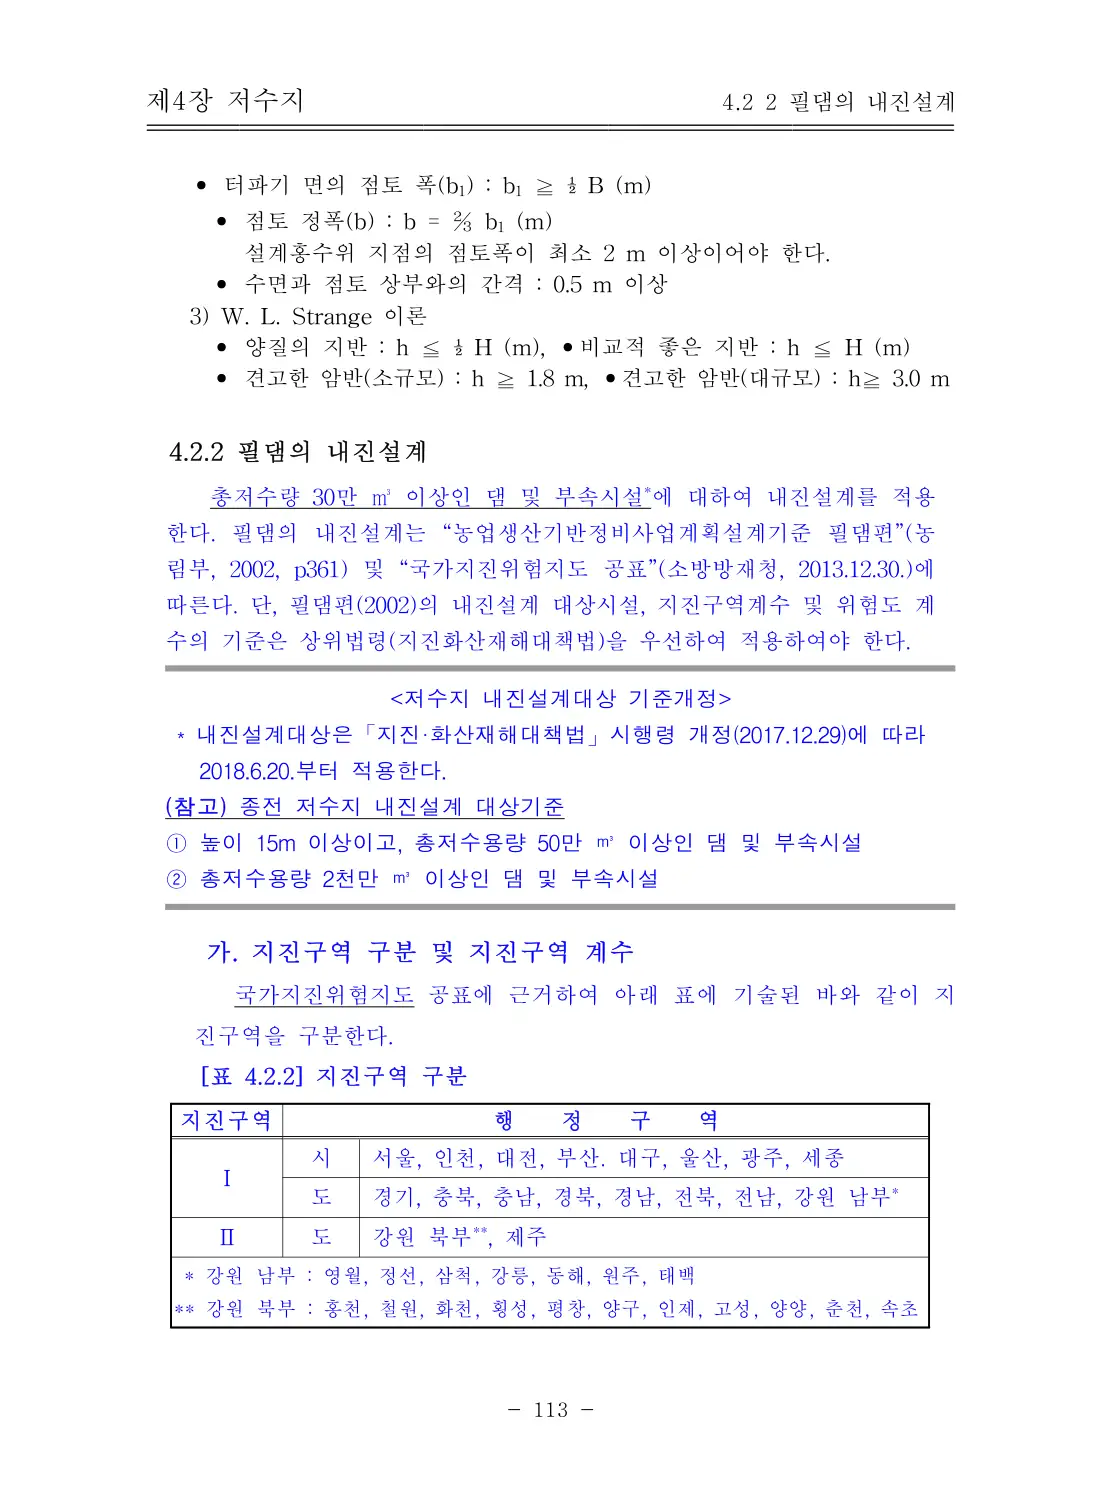 제4장 저수지
4.2 2 필댐의 내진설계
• 터파기 면의 점토 폭(b₁) : b₁ ≧ ½ B (m)
• 점토 정폭(b) : b = ⅔ b₁ (m)
설계홍수위 지점의 점토폭이 최소 2 m 이상이어야 한다.
• 수면과 점토 상부와의 간격 : 0.5 m 이상
3) W. L. Strange 이론
• 양질의 지반 : h ≦ ½ H (m), •비교적 좋은 지반 : h ≦ H (m)
• 견고한 암반(소규모) : h ≧ 1.8 m, •견고한 암반(대규모) : h≧ 3.0 m
4.2.2 필댐의 내진설계
총저수량 30만 ㎥ 이상인 댐 및 부속시설*에 대하여 내진설계를 적용
한다. 필댐의 내진설계는 “농업생산기반정비사업계획설계기준 필댐편”(농
림부, 2002, p361) 및 “국가지진위험지도 공표”(소방방재청, 2013.12.30.)에
따른다. 단, 필댐편(2002)의 내진설계 대상시설, 지진구역계수 및 위험도 계
수의 기준은 상위법령(지진화산재해대책법)을 우선하여 적용하여야 한다.
<저수지 내진설계대상 기준개정>
* 내진설계대상은「지진·화산재해대책법」시행령 개정(2017.12.29)에 따라
2018.6.20.부터 적용한다.
(참고) 종전 저수지 내진설계 대상기준
① 높이 15m 이상이고, 총저수용량 50만 ㎥ 이상인 댐 및 부속시설
② 총저수용량 2천만 ㎥ 이상인 댐 및 부속시설
가. 지진구역 구분 및 지진구역 계수
국가지진위험지도 공표에 근거하여 아래 표에 기술된 바와 같이 지
진구역을 구분한다.
[표 4.2.2] 지진구역 구분
지진구역 행 정 구 역
Ⅰ 시 서울, 인천, 대전, 부산. 대구, 울산, 광주, 세종
도 경기, 충북, 충남, 경북, 경남, 전북, 전남, 강원 남부*
Ⅱ 도 강원 북부**, 제주
* 강원 남부 : 영월, 정선, 삼척, 강릉, 동해, 원주, 태백
** 강원 북부 : 홍천, 철원, 화천, 횡성, 평창, 양구, 인제, 고성, 양양, 춘천, 속초
- 113 -